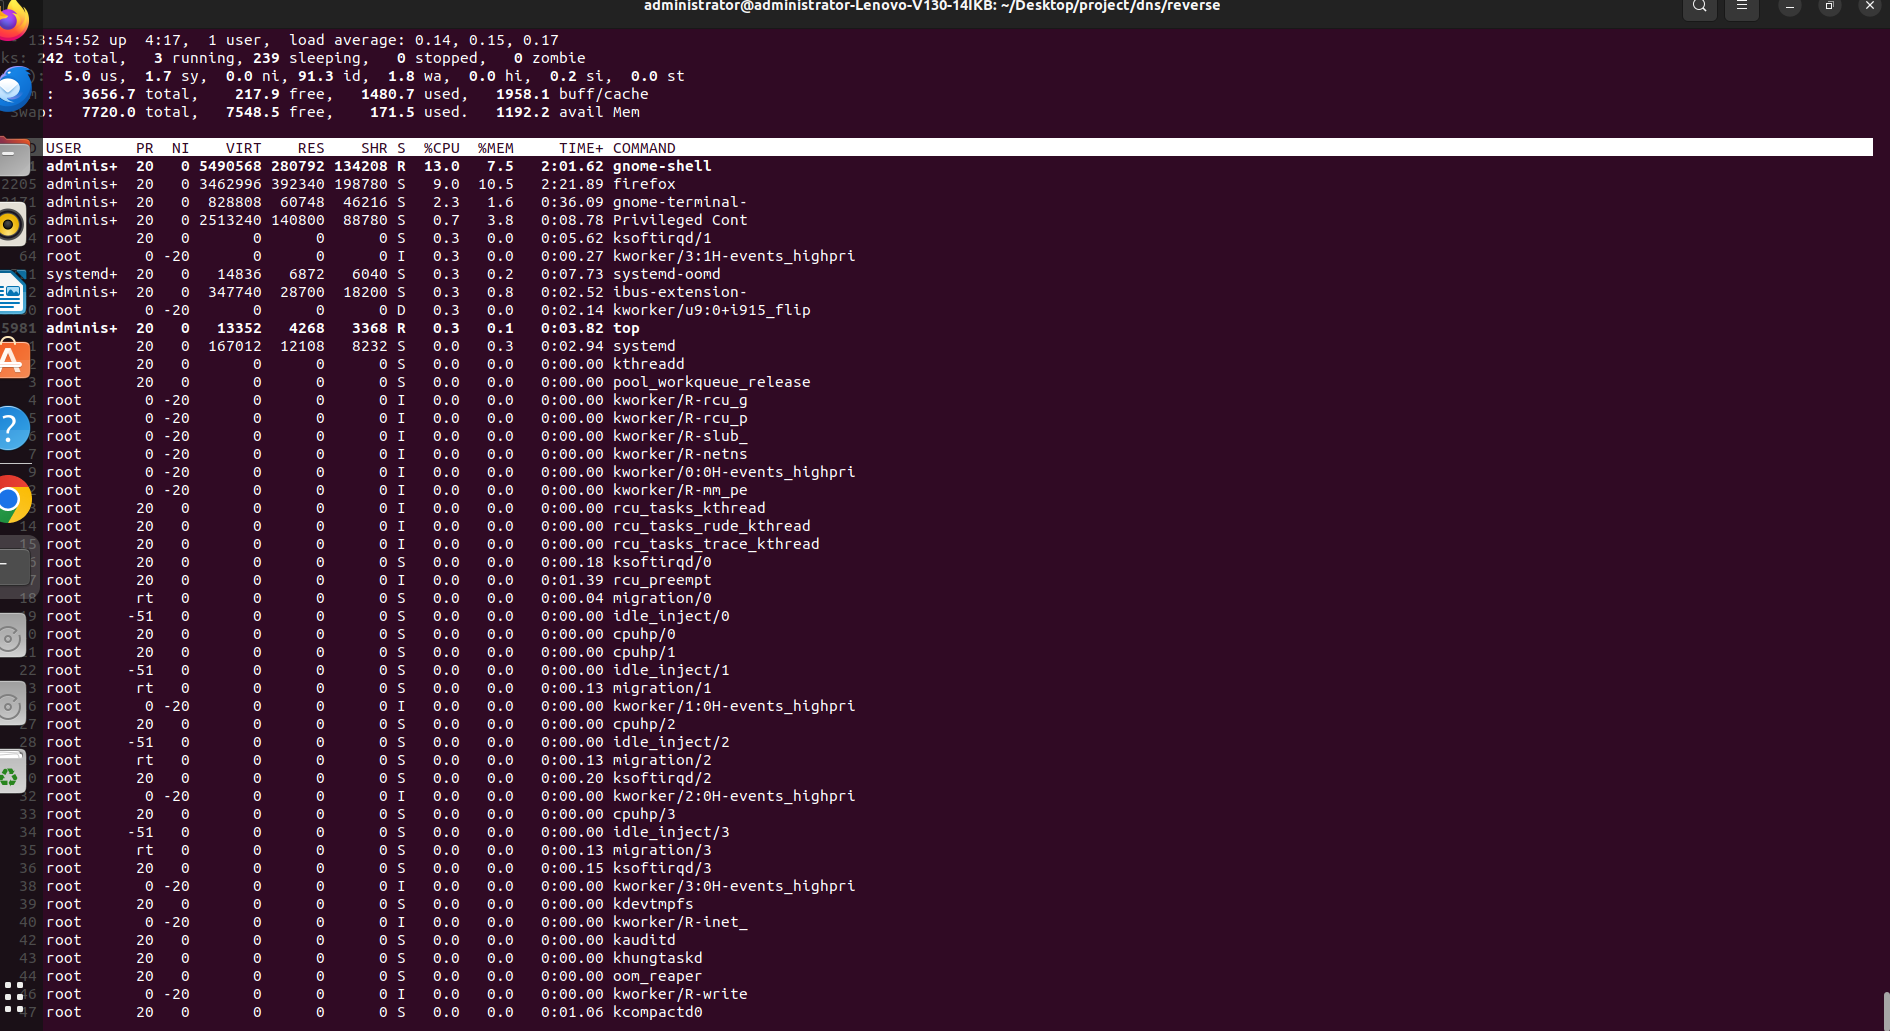 administrator@administrator-Lenovo-V130-14IKB: ~/Desktop/project/dns/reverse
13:54:52 up  4:17,  1 user,  load average: 0.14, 0.15, 0.17
ks: 242 total,   3 running, 239 sleeping,   0 stopped,   0 zombie
):  5.0 us,  1.7 sy,  0.0 ni, 91.3 id,  1.8 wa,  0.0 hi,  0.2 si,  0.0 st
:   3656.7 total,    217.9 free,   1480.7 used,   1958.1 buff/cache
Swap:   7720.0 total,   7548.5 free,    171.5 used.   1192.2 avail Mem
USER      PR  NI    VIRT    RES    SHR S  %CPU  %MEM     TIME+ COMMAND
adminis+  20   0 5490568 280792 134208 R  13.0   7.5   2:01.62 gnome-shell
2205 adminis+  20   0 3462996 392340 198780 S   9.0  10.5   2:21.89 firefox
adminis+  20   0  828808  60748  46216 S   2.3   1.6   0:36.09 gnome-terminal-
adminis+  20   0 2513240 140800  88780 S   0.7   3.8   0:08.78 Privileged Cont
root      20   0       0      0      0 S   0.3   0.0   0:05.62 ksoftirqd/1
64 root       0 -20       0      0      0 I   0.3   0.0   0:00.27 kworker/3:1H-events_highpri
systemd+  20   0   14836   6872   6040 S   0.3   0.2   0:07.73 systemd-oomd
adminis+  20   0  347740  28700  18200 S   0.3   0.8   0:02.52 ibus-extension-
root       0 -20       0      0      0 D   0.3   0.0   0:02.14 kworker/u9:0+i915_flip
5981 adminis+  20   0   13352   4268   3368 R   0.3   0.1   0:03.82 top
root      20   0  167012  12108   8232 S   0.0   0.3   0:02.94 systemd
2 root      20   0       0      0      0 S   0.0   0.0   0:00.00 kthreadd
3 root      20   0       0      0      0 S   0.0   0.0   0:00.00 pool_workqueue_release
4 root       0 -20       0      0      0 I   0.0   0.0   0:00.00 kworker/R-rcu_g
5 root       0 -20       0      0      0 I   0.0   0.0   0:00.00 kworker/R-rcu_p
6 root       0 -20       0      0      0 I   0.0   0.0   0:00.00 kworker/R-slub_
7 root       0 -20       0      0      0 I   0.0   0.0   0:00.00 kworker/R-netns
9 root       0 -20       0      0      0 I   0.0   0.0   0:00.00 kworker/0:0H-events_highpri
root       0 -20       0      0      0 I   0.0   0.0   0:00.00 kworker/R-mm_pe
root      20   0       0      0      0 I   0.0   0.0   0:00.00 rcu_tasks_kthread
14 root      20   0       0      0      0 I   0.0   0.0   0:00.00 rcu_tasks_rude_kthread
15 root      20   0       0      0      0 I   0.0   0.0   0:00.00 rcu_tasks_trace_kthread
root      20   0       0      0      0 S   0.0   0.0   0:00.18 ksoftirqd/0
root      20   0       0      0      0 I   0.0   0.0   0:01.39 rcu_preempt
18 root      rt   0       0      0      0 S   0.0   0.0   0:00.04 migration/0
root     -51   0       0      0      0 S   0.0   0.0   0:00.00 idle_inject/0
root      20   0       0      0      0 S   0.0   0.0   0:00.00 cpuhp/0
root      20   0       0      0      0 S   0.0   0.0   0:00.00 cpuhp/1
22 root     -51   0       0      0      0 S   0.0   0.0   0:00.00 idle_inject/1
root      rt   0       0      0      0 S   0.0   0.0   0:00.13 migration/1
root       0 -20       0      0      0 I   0.0   0.0   0:00.00 kworker/1:0H-events_highpri
27 root      20   0       0      0      0 S   0.0   0.0   0:00.00 cpuhp/2
28 root     -51   0       0      0      0 S   0.0   0.0   0:00.00 idle_inject/2
root      rt   0       0      0      0 S   0.0   0.0   0:00.13 migration/2
root      20   0       0      0      0 S   0.0   0.0   0:00.20 ksoftirqd/2
32 root       0 -20       0      0      0 I   0.0   0.0   0:00.00 kworker/2:0H-events_highpri
33 root      20   0       0      0      0 S   0.0   0.0   0:00.00 cpuhp/3
34 root     -51   0       0      0      0 S   0.0   0.0   0:00.00 idle_inject/3
35 root      rt   0       0      0      0 S   0.0   0.0   0:00.13 migration/3
36 root      20   0       0      0      0 S   0.0   0.0   0:00.15 ksoftirqd/3
38 root       0 -20       0      0      0 I   0.0   0.0   0:00.00 kworker/3:0H-events_highpri
39 root      20   0       0      0      0 S   0.0   0.0   0:00.00 kdevtmpfs
40 root       0 -20       0      0      0 I   0.0   0.0   0:00.00 kworker/R-inet_
42 root      20   0       0      0      0 S   0.0   0.0   0:00.00 kauditd
43 root      20   0       0      0      0 S   0.0   0.0   0:00.00 khungtaskd
44 root      20   0       0      0      0 S   0.0   0.0   0:00.00 oom_reaper
root       0 -20       0      0      0 I   0.0   0.0   0:00.00 kworker/R-write
47 root      20   0       0      0      0 S   0.0   0.0   0:01.06 kcompactd0